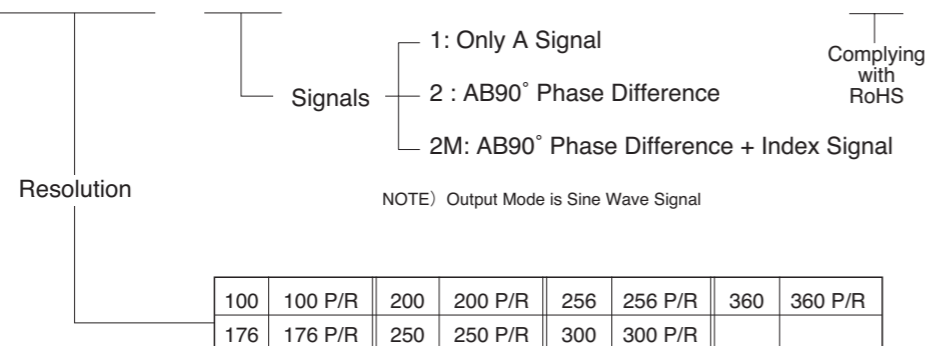 1: Only A Signal
Complying
with
RoHS
Signals
2 : AB90° Phase Difference
2M: AB90° Phase Difference + Index Signal
Resolution
NOTE）Output Mode is Sine Wave Signal
100 100 P/R 200 200 P/R 256 256 P/R 360 360 P/R
176 176 P/R 250 250 P/R 300 300 P/R